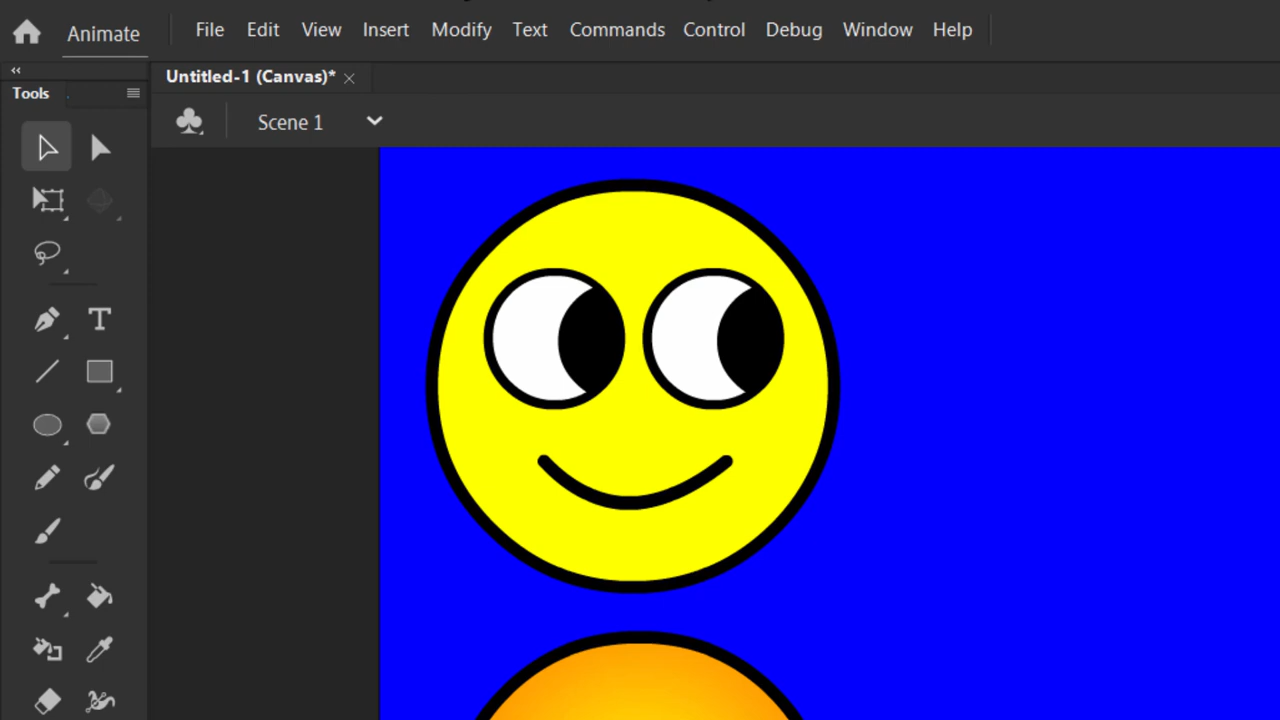 Animate File Edit View Insert Modify Text Commands Control Debug Window Help
Untitled-1 (Canvas)*
Tools
Scene 1